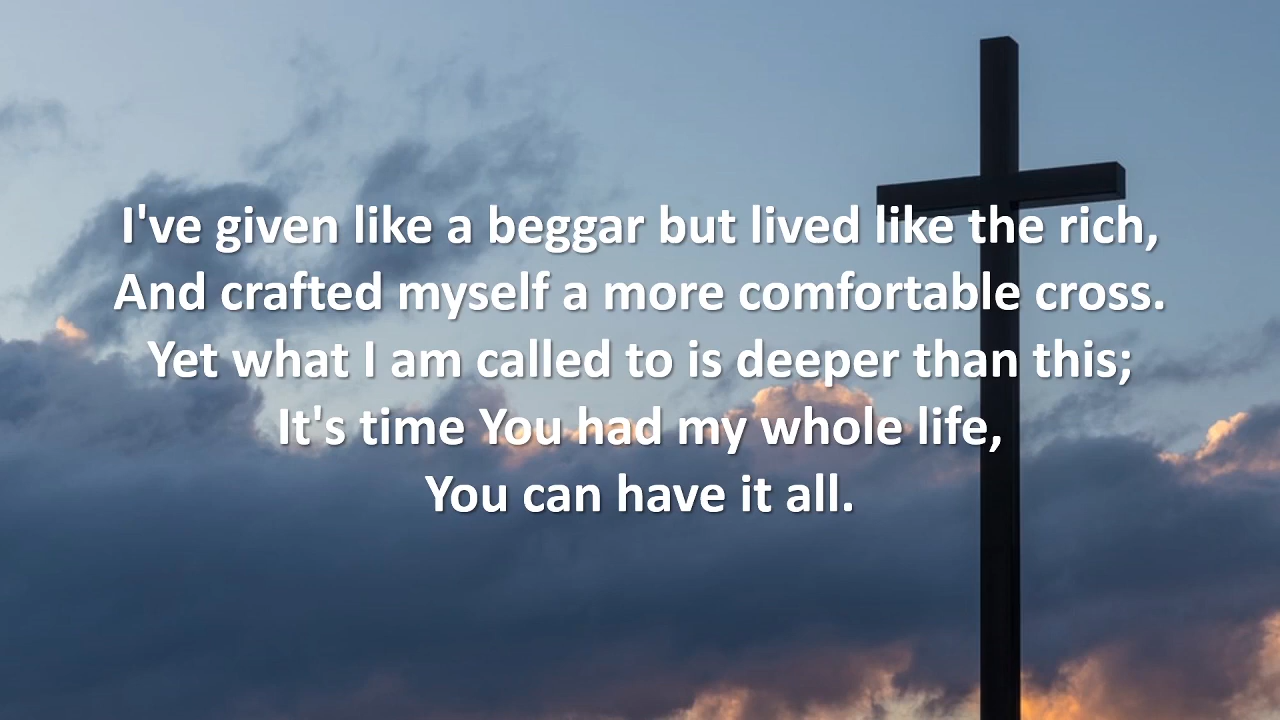 I've given like a beggar but lived like the rich,
And crafted myself a more comfortable cross.
Yet what I am called to is deeper than this;
It's time You had my whole life,
You can have it all.